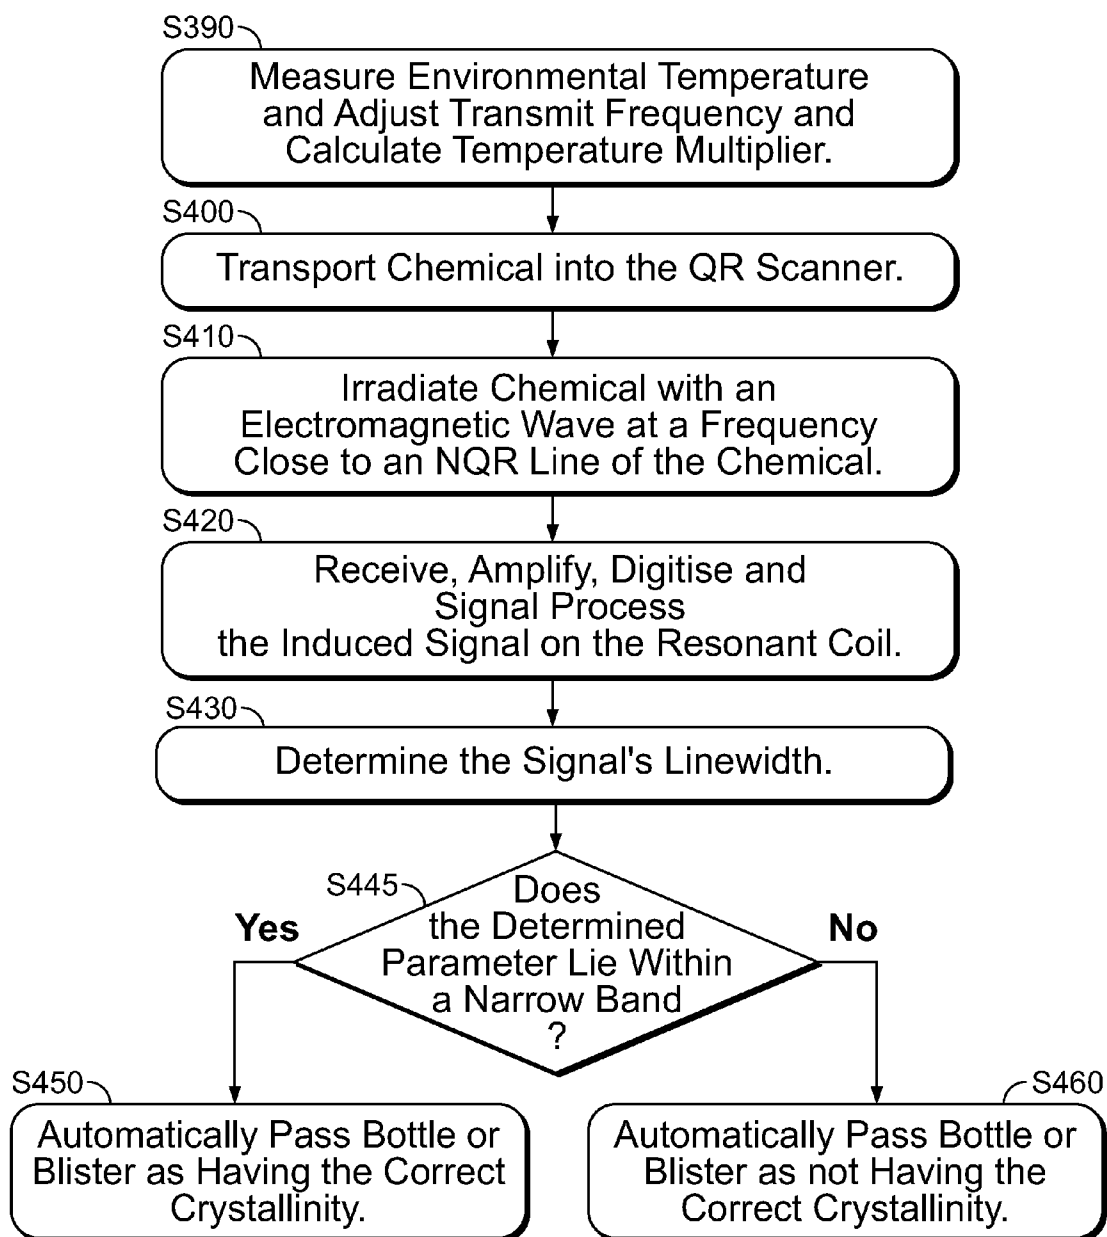 S390
Measure Environmental Temperature
and Adjust Transmit Frequency and
Calculate Temperature Multiplier.
S400
Transport Chemical into the QR Scanner.
S410
Irradiate Chemical with an
Electromagnetic Wave at a Frequency
Close to an NQR Line of the Chemical.
S420
Receive, Amplify, Digitise and
Signal Process
the Induced Signal on the Resonant Coil.
S430
Determine the Signal's Linewidth.
S445
Does
the Determined
Parameter Lie Within
a Narrow Band
?
Yes
No
S450
Automatically Pass Bottle or
Blister as Having the Correct
Crystallinity.
S460
Automatically Pass Bottle or
Blister as not Having the
Correct Crystallinity.